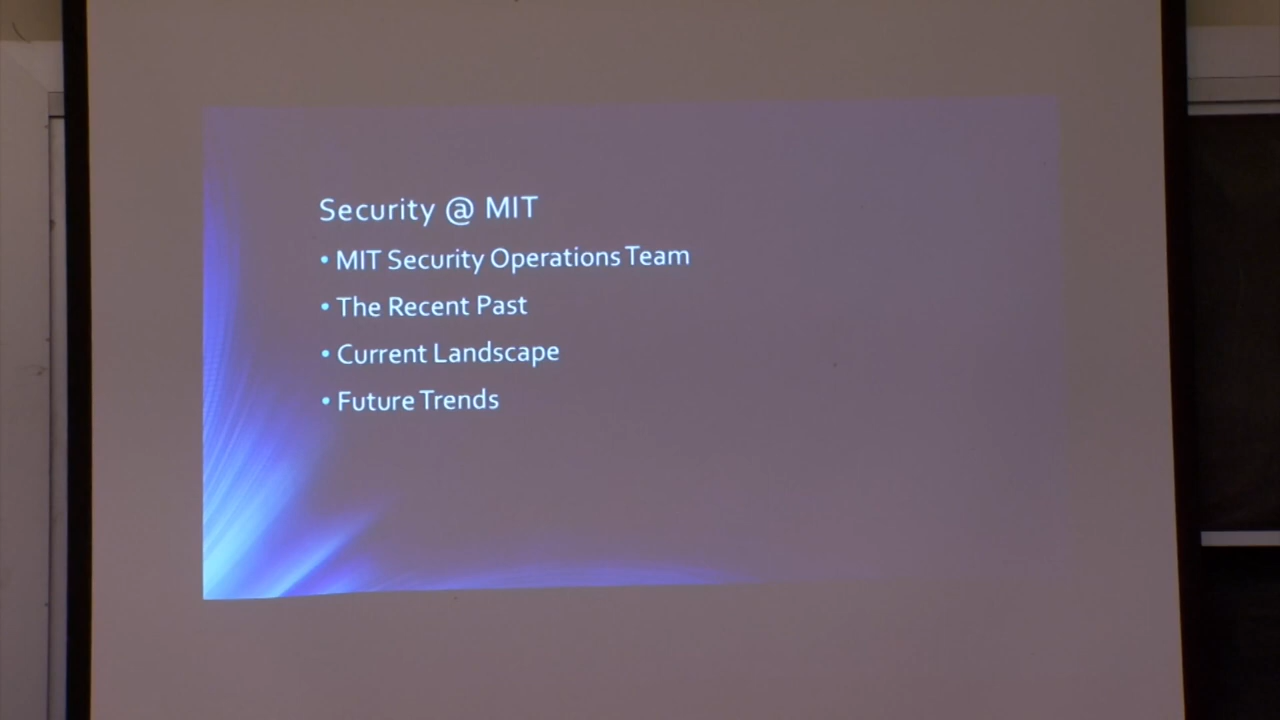 Security @ MIT
• MIT Security Operations Team
• The Recent Past
• Current Landscape
• Future Trends